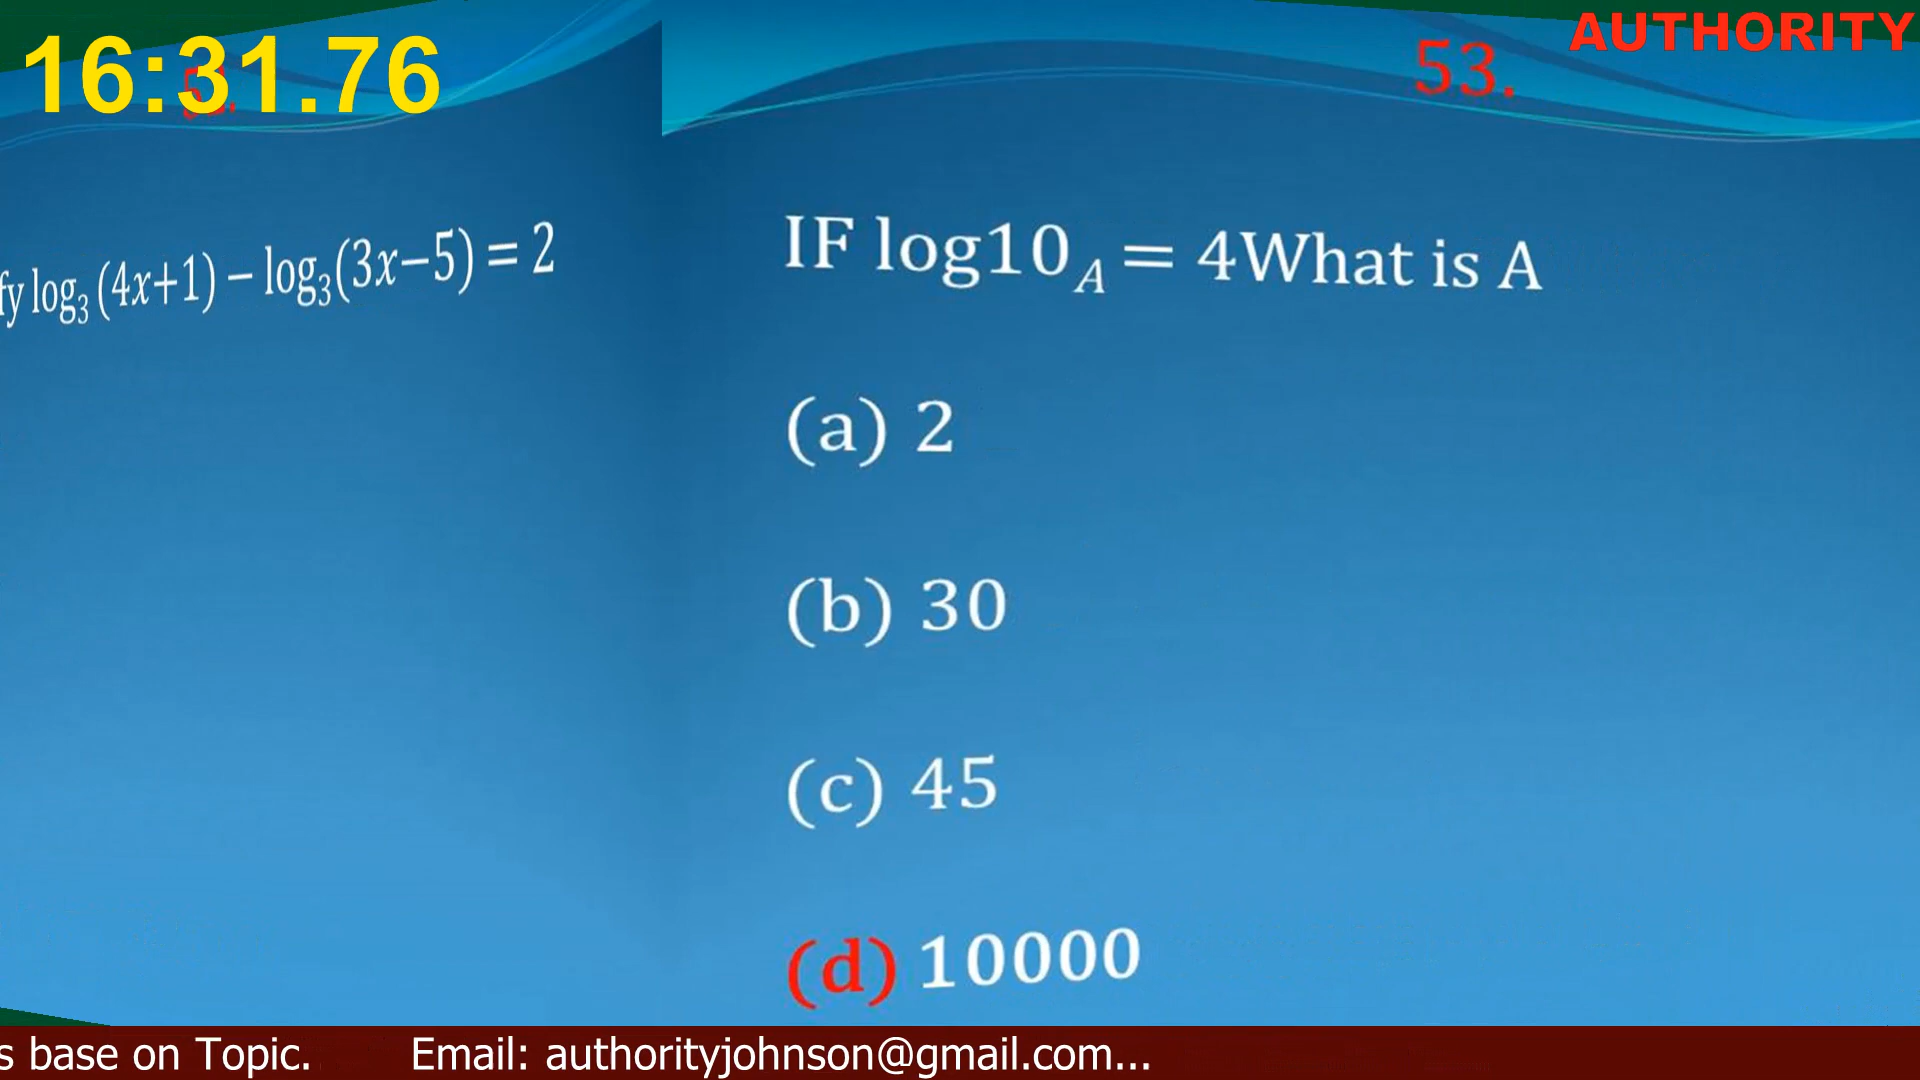 16:31.76
AUTHORITY
53.
fy log₃ (4x+1) – log₃(3x–5) = 2
IF log10_A = 4What is A
(a) 2
(b) 30
(c) 45
(d) 10000
s base on Topic. Email: authorityjohnson@gmail.com...